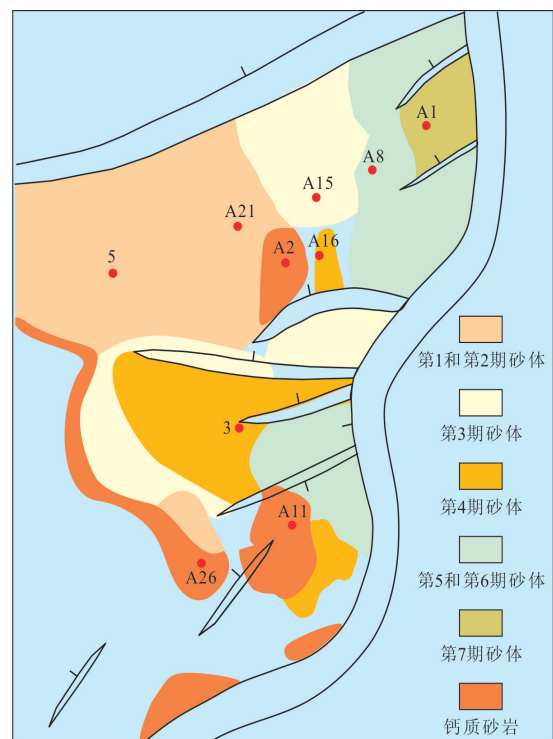 A1
A8
A15
A21
A2
A16
5
3
A11
A26
第1和第2期砂体
第3期砂体
第4期砂体
第5和第6期砂体
第7期砂体
钙质砂岩